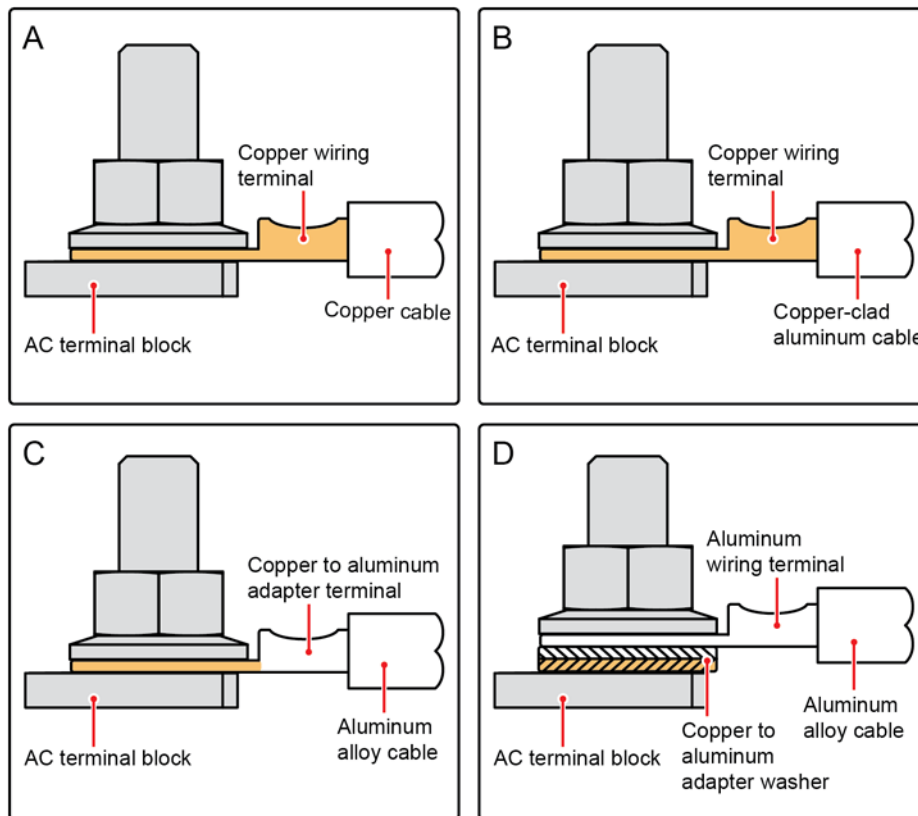 A
Copper wiring
terminal
Copper cable
AC terminal block
B
Copper wiring
terminal
Copper-clad
aluminum cable
AC terminal block
C
Copper to aluminum
adapter terminal
Aluminum
alloy cable
AC terminal block
D
Aluminum
wiring terminal
Aluminum
alloy cable
Copper to
aluminum
adapter washer
AC terminal block